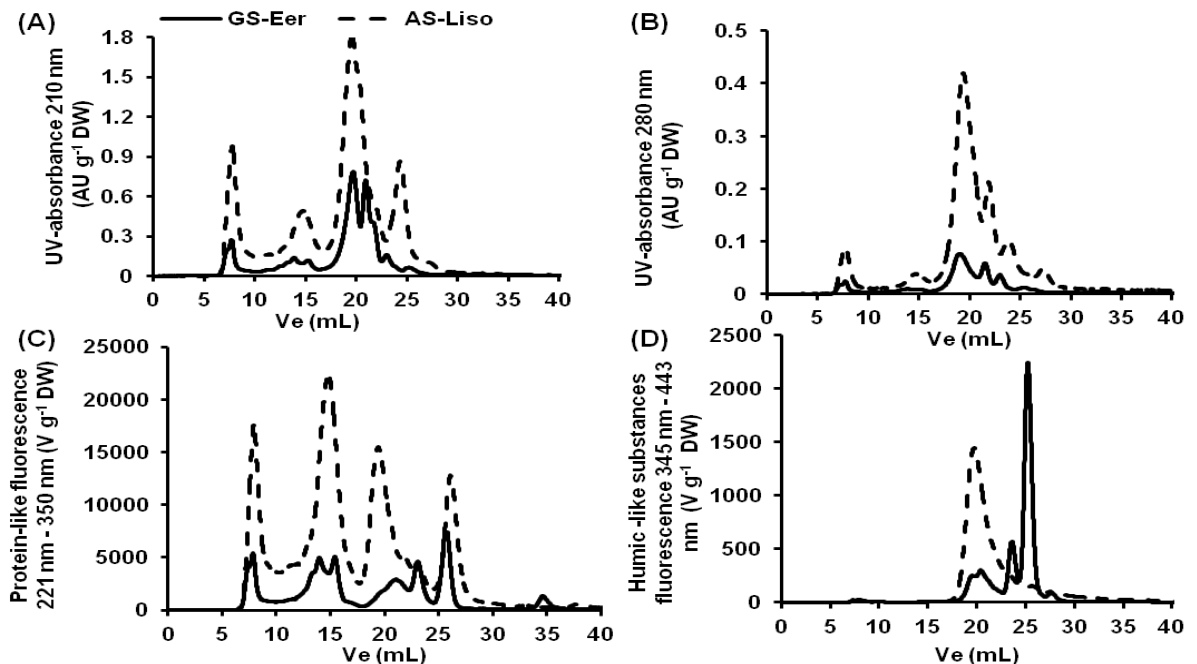 (A)
GS-Eer
AS-Liso
UV-absorbance 210 nm
(AU g⁻¹ DW)
1.8
1.5
1.2
0.9
0.6
0.3
0
0 5 10 15 20 25 30 35 40
Ve (mL)
(B)
UV-absorbance 280 nm
(AU g⁻¹ DW)
0.5
0.4
0.3
0.2
0.1
0
0 5 10 15 20 25 30 35 40
Ve (mL)
(C)
Protein-like fluorescence
221 nm - 350 nm (V g⁻¹ DW)
25000
20000
15000
10000
5000
0
0 5 10 15 20 25 30 35 40
Ve (mL)
(D)
Humic-like substances
fluorescence 345 nm - 443
nm (V g⁻¹ DW)
2500
2000
1500
1000
500
0
0 5 10 15 20 25 30 35 40
Ve (mL)